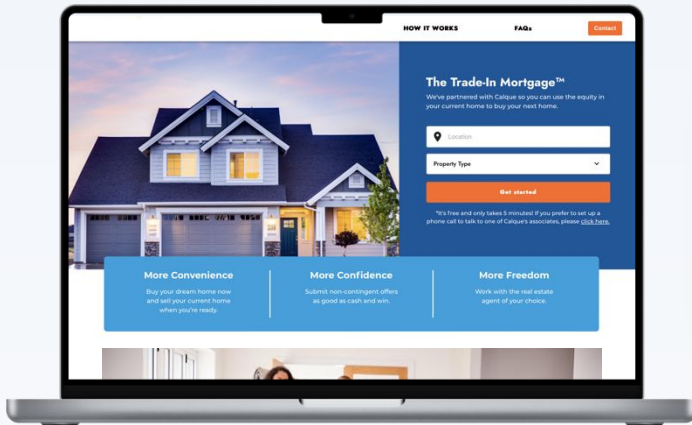 HOW IT WORKS
FAQs
Contact
The Trade-In Mortgage™
We've partnered with Calque so you can use the equity in
your current home to buy your next home.
Location
Property Type
Get started
*It's free and only takes 5 minutes! If you prefer to set up a
phone call to talk to one of Calque's associates, please click here.
More Convenience
Buy your dream home now
and sell your current home
when you're ready.
More Confidence
Submit non-contingent offers
as good as cash and win.
More Freedom
Work with the real estate
agent of your choice.